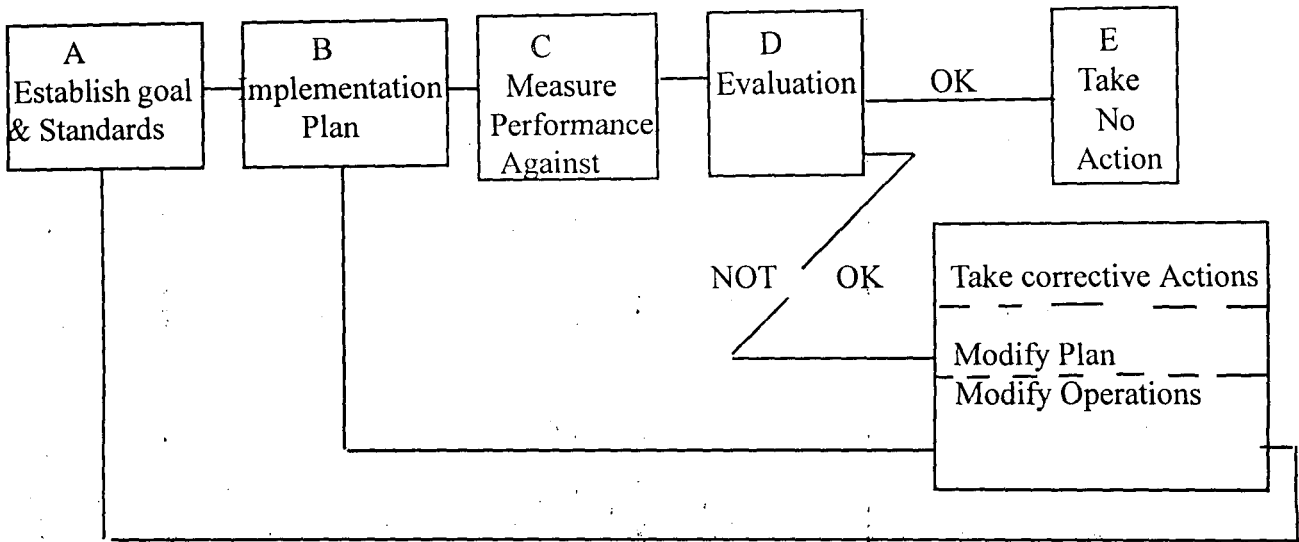 A
Establish goal
& Standards
B
Implementation
Plan
C
Measure
Performance
Against
D
Evaluation
OK
E
Take
No
Action
NOT OK
Take corrective Actions
Modify Plan
Modify Operations